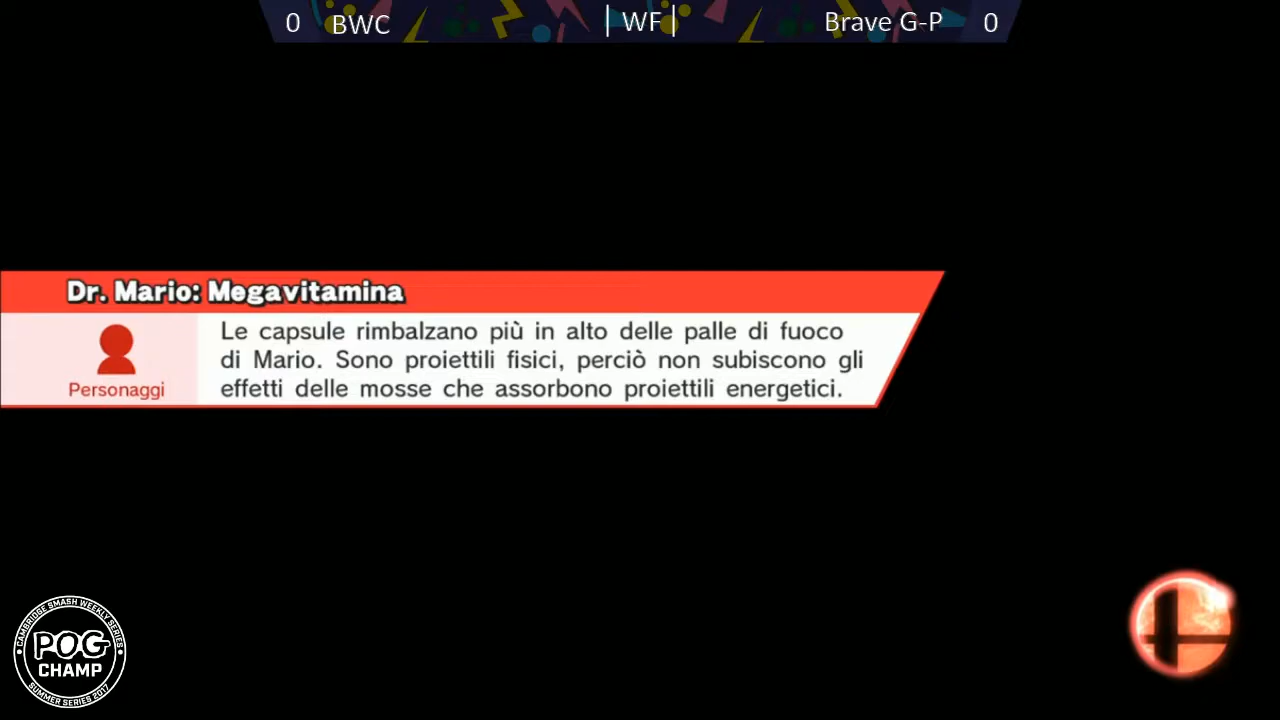 0 BWC | WF | Brave G-P 0
Dr. Mario: Megavitamina
Le capsule rimbalzano più in alto delle palle di fuoco
di Mario. Sono proiettili fisici, perciò non subiscono gli
effetti delle mosse che assorbono proiettili energetici.
Personaggi
CAMBRIDGE SMASH WEEKLY SERIES
POG
CHAMP
SUMMER SERIES 2017